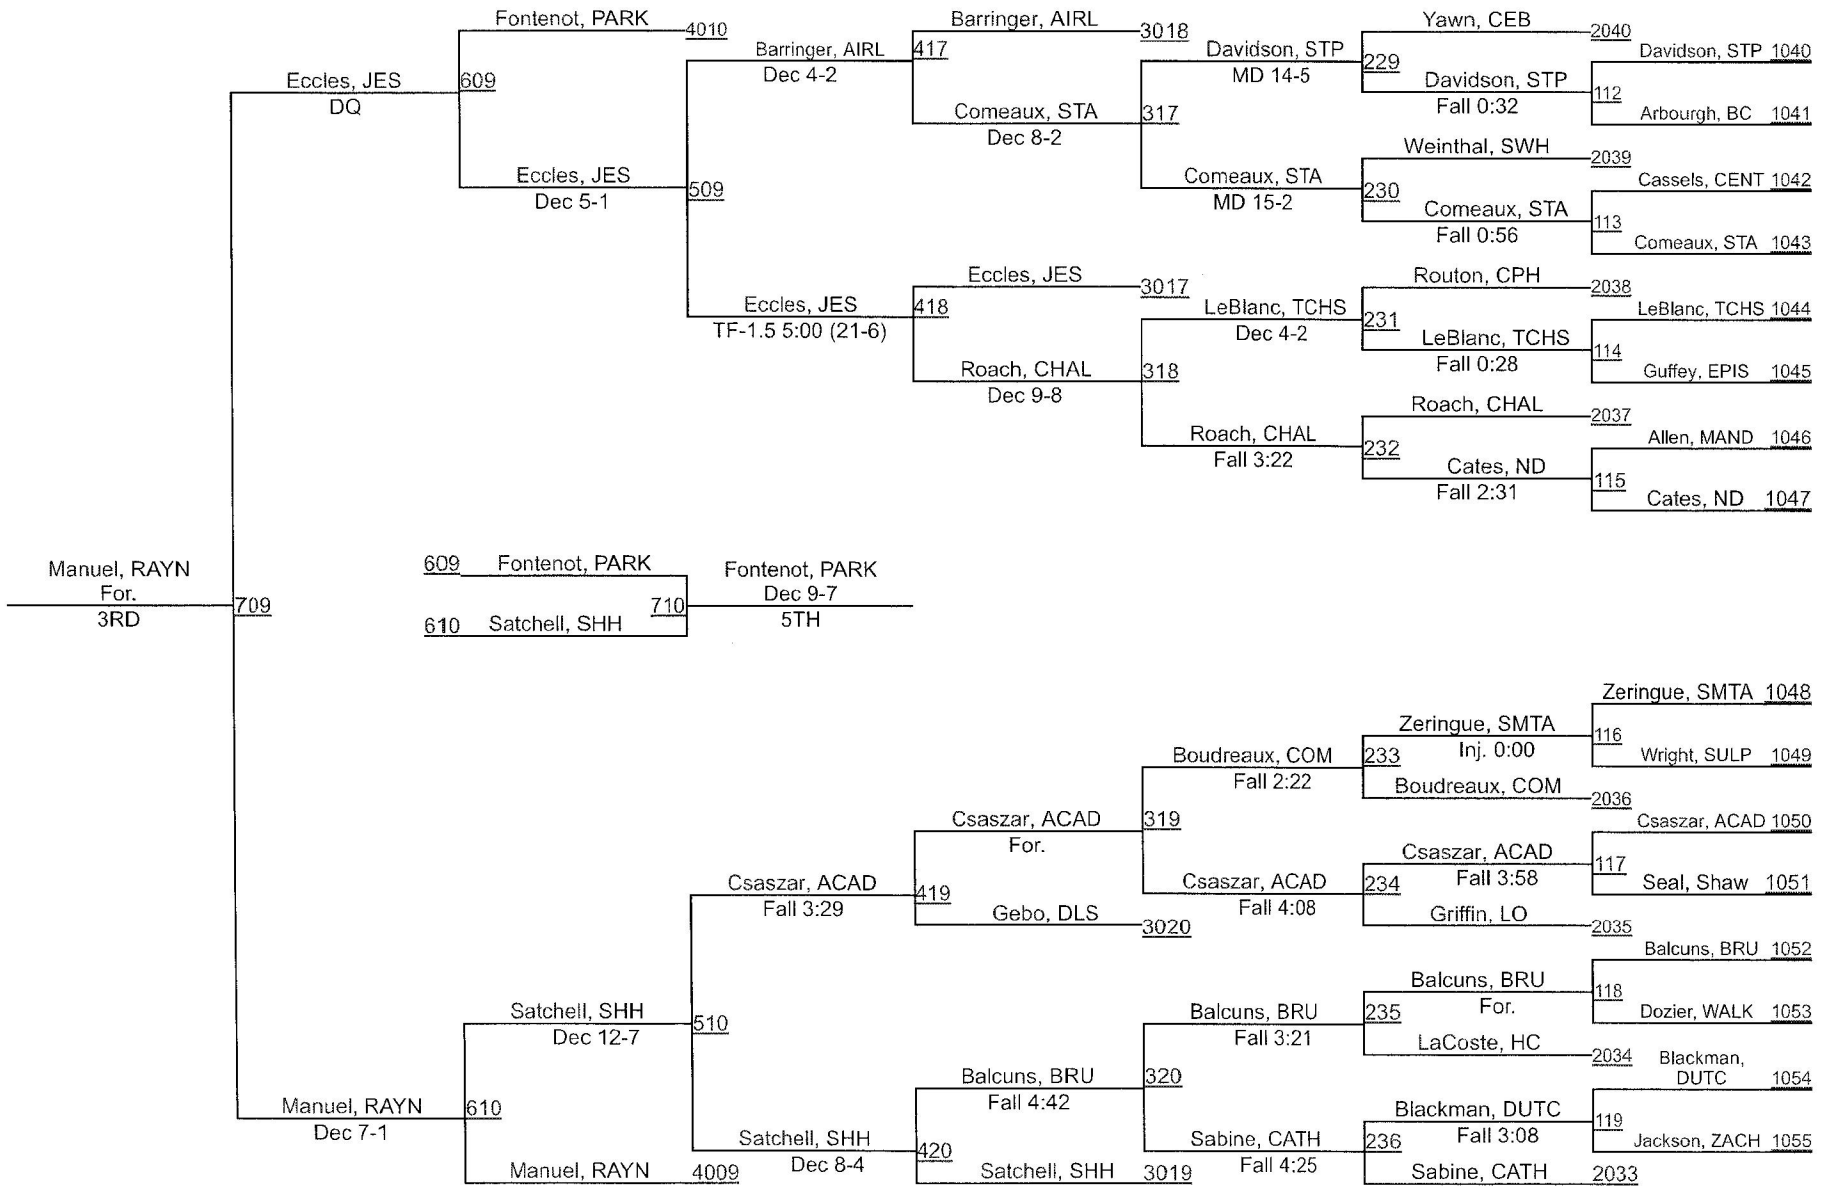 Fontenot, PARK
4010
Barringer, AIRL
3018
Yawn, CEB
2040
Davidson, STP 1040
Barringer, AIRL
417
Dec 4-2
Davidson, STP
MD 14-5
229
Davidson, STP
Fall 0:32
112
Arbourgh, BC 1041
Eccles, JES
609
DQ
Comeaux, STA
317
Dec 8-2
Weinthal, SWH
2039
Cassels, CENT 1042
Eccles, JES
509
Dec 5-1
Comeaux, STA
230
MD 15-2
Comeaux, STA
113
Fall 0:56
Comeaux, STA 1043
Eccles, JES
3017
Routon, CPH
2038
LeBlanc, TCHS 1044
Eccles, JES
418
TF-1.5 5:00 (21-6)
LeBlanc, TCHS
231
Dec 4-2
LeBlanc, TCHS
114
Fall 0:28
Guffey, EPIS 1045
Roach, CHAL
318
Dec 9-8
Roach, CHAL
2037
Allen, MAND 1046
Roach, CHAL
232
Fall 3:22
Cates, ND
115
Fall 2:31
Cates, ND 1047
Manuel, RAYN
For.
709
3RD
609 Fontenot, PARK
Fontenot, PARK
Dec 9-7
710
5TH
610 Satchell, SHH
Zeringue, SMTA 1048
Zeringue, SMTA
116
Inj. 0:00
Wright, SULP 1049
Boudreaux, COM
233
Fall 2:22
Boudreaux, COM
2036
Csaszar, ACAD
319
For.
Csaszar, ACAD 1050
Csaszar, ACAD
117
Fall 3:58
Seal, Shaw 1051
Csaszar, ACAD
419
Fall 3:29
Csaszar, ACAD
234
Fall 4:08
Gebo, DLS
3020
Griffin, LO
2035
Balcuns, BRU 1052
Satchell, SHH
510
Dec 12-7
Balcuns, BRU
235
Fall 3:21
Balcuns, BRU
118
For.
Dozier, WALK 1053
LaCoste, HC
2034
Blackman,
DUTC 1054
Balcuns, BRU
320
Fall 4:42
Manuel, RAYN
610
Dec 7-1
Blackman, DUTC
119
Fall 3:08
Satchell, SHH
420
Dec 8-4
Sabine, CATH
236
Fall 4:25
Jackson, ZACH 1055
Manuel, RAYN
4009
Satchell, SHH
3019
Sabine, CATH
2033